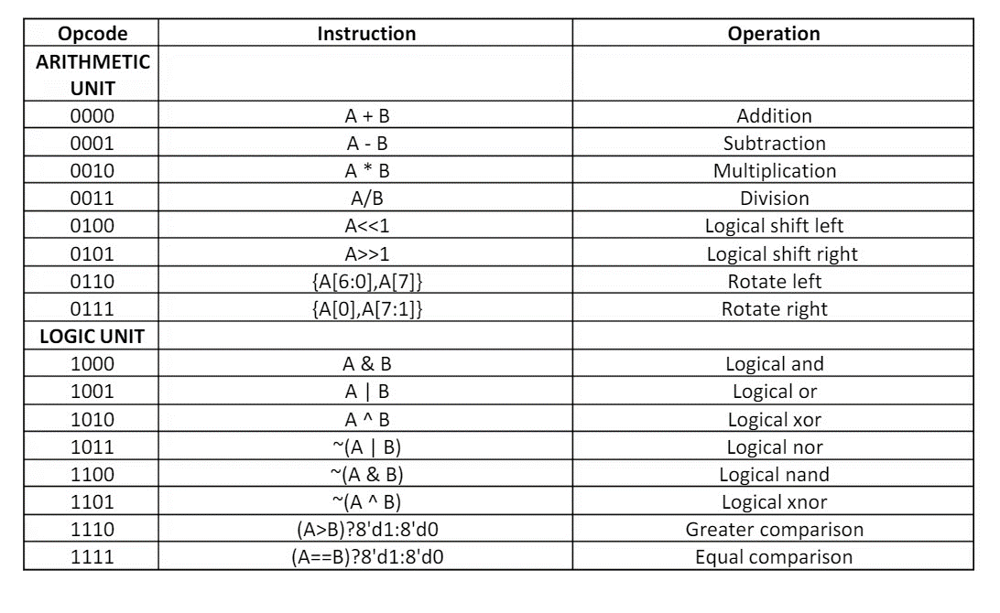 Opcode Instruction Operation
ARITHMETIC
UNIT
0000 A + B Addition
0001 A - B Subtraction
0010 A * B Multiplication
0011 A/B Division
0100 A<<1 Logical shift left
0101 A>>1 Logical shift right
0110 {A[6:0],A[7]} Rotate left
0111 {A[0],A[7:1]} Rotate right
LOGIC UNIT
1000 A & B Logical and
1001 A | B Logical or
1010 A ^ B Logical xor
1011 ~(A | B) Logical nor
1100 ~(A & B) Logical nand
1101 ~(A ^ B) Logical xnor
1110 (A>B)?8'd1:8'd0 Greater comparison
1111 (A==B)?8'd1:8'd0 Equal comparison